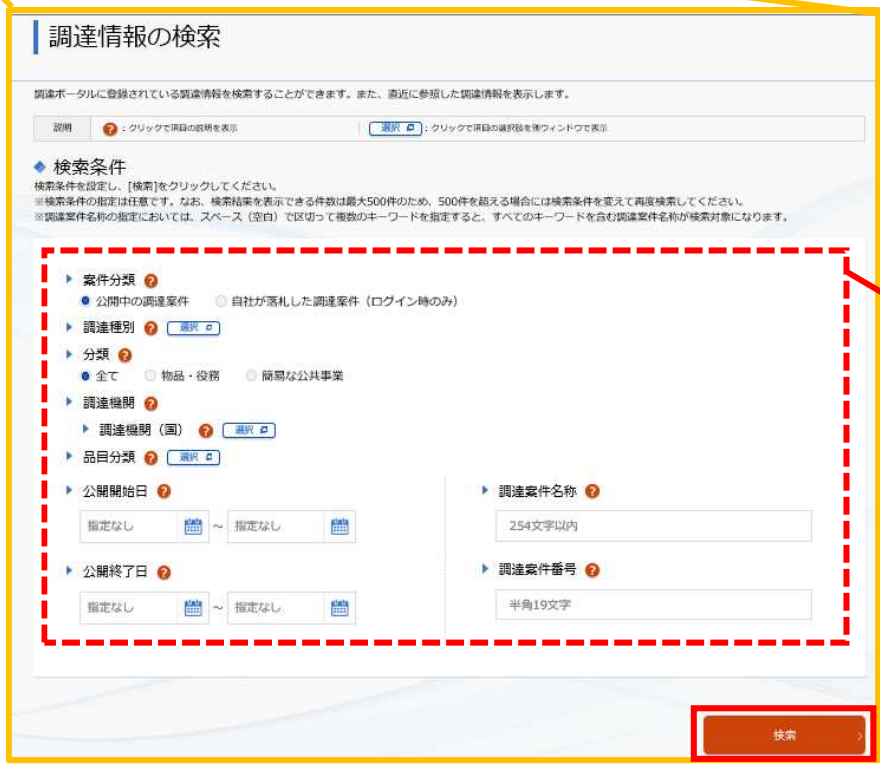 調達情報の検索
調達ポータルに登録されている調達情報を検索することができます。また、直近に参照した調達情報を表示します。
説明 ?：クリックで項目の説明を表示 選択：クリックで項目の選択肢を別ウィンドウで表示
検索条件
検索条件を設定し、[検索]をクリックしてください。
※検索条件の指定は任意です。なお、検索結果を表示できる件数は最大500件のため、500件を超える場合には検索条件を変えて再度検索してください。
※調達案件名称の指定においては、スペース（空白）で区切って複数のキーワードを指定すると、すべてのキーワードを含む調達案件名称が検索対象になります。
案件分類 ?
公開中の調達案件 自社が落札した調達案件（ログイン時のみ）
調達種別 ? 選択
分類 ?
全て 物品・役務 簡易な公共事業
調達機関 ?
調達機関（国） ? 選択
品目分類 ? 選択
公開開始日 ?
指定なし ～ 指定なし
調達案件名称 ?
254文字以内
公開終了日 ?
指定なし ～ 指定なし
調達案件番号 ?
半角19文字
検索